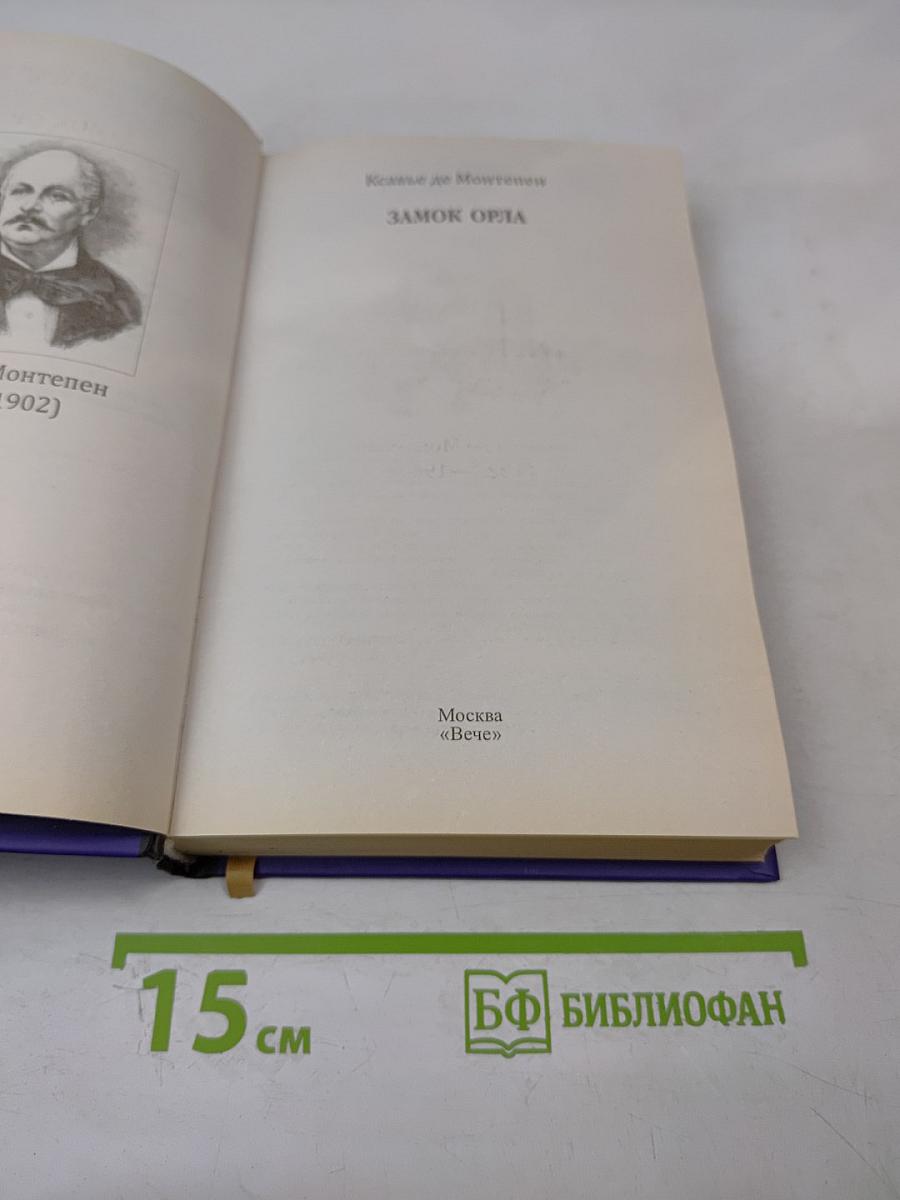 Монтепен
1902)
Ксавье де Монтепен
ЗАМОК ОРЛА
Москва
«Вече»
15 см
БФ БИБЛИОФАН